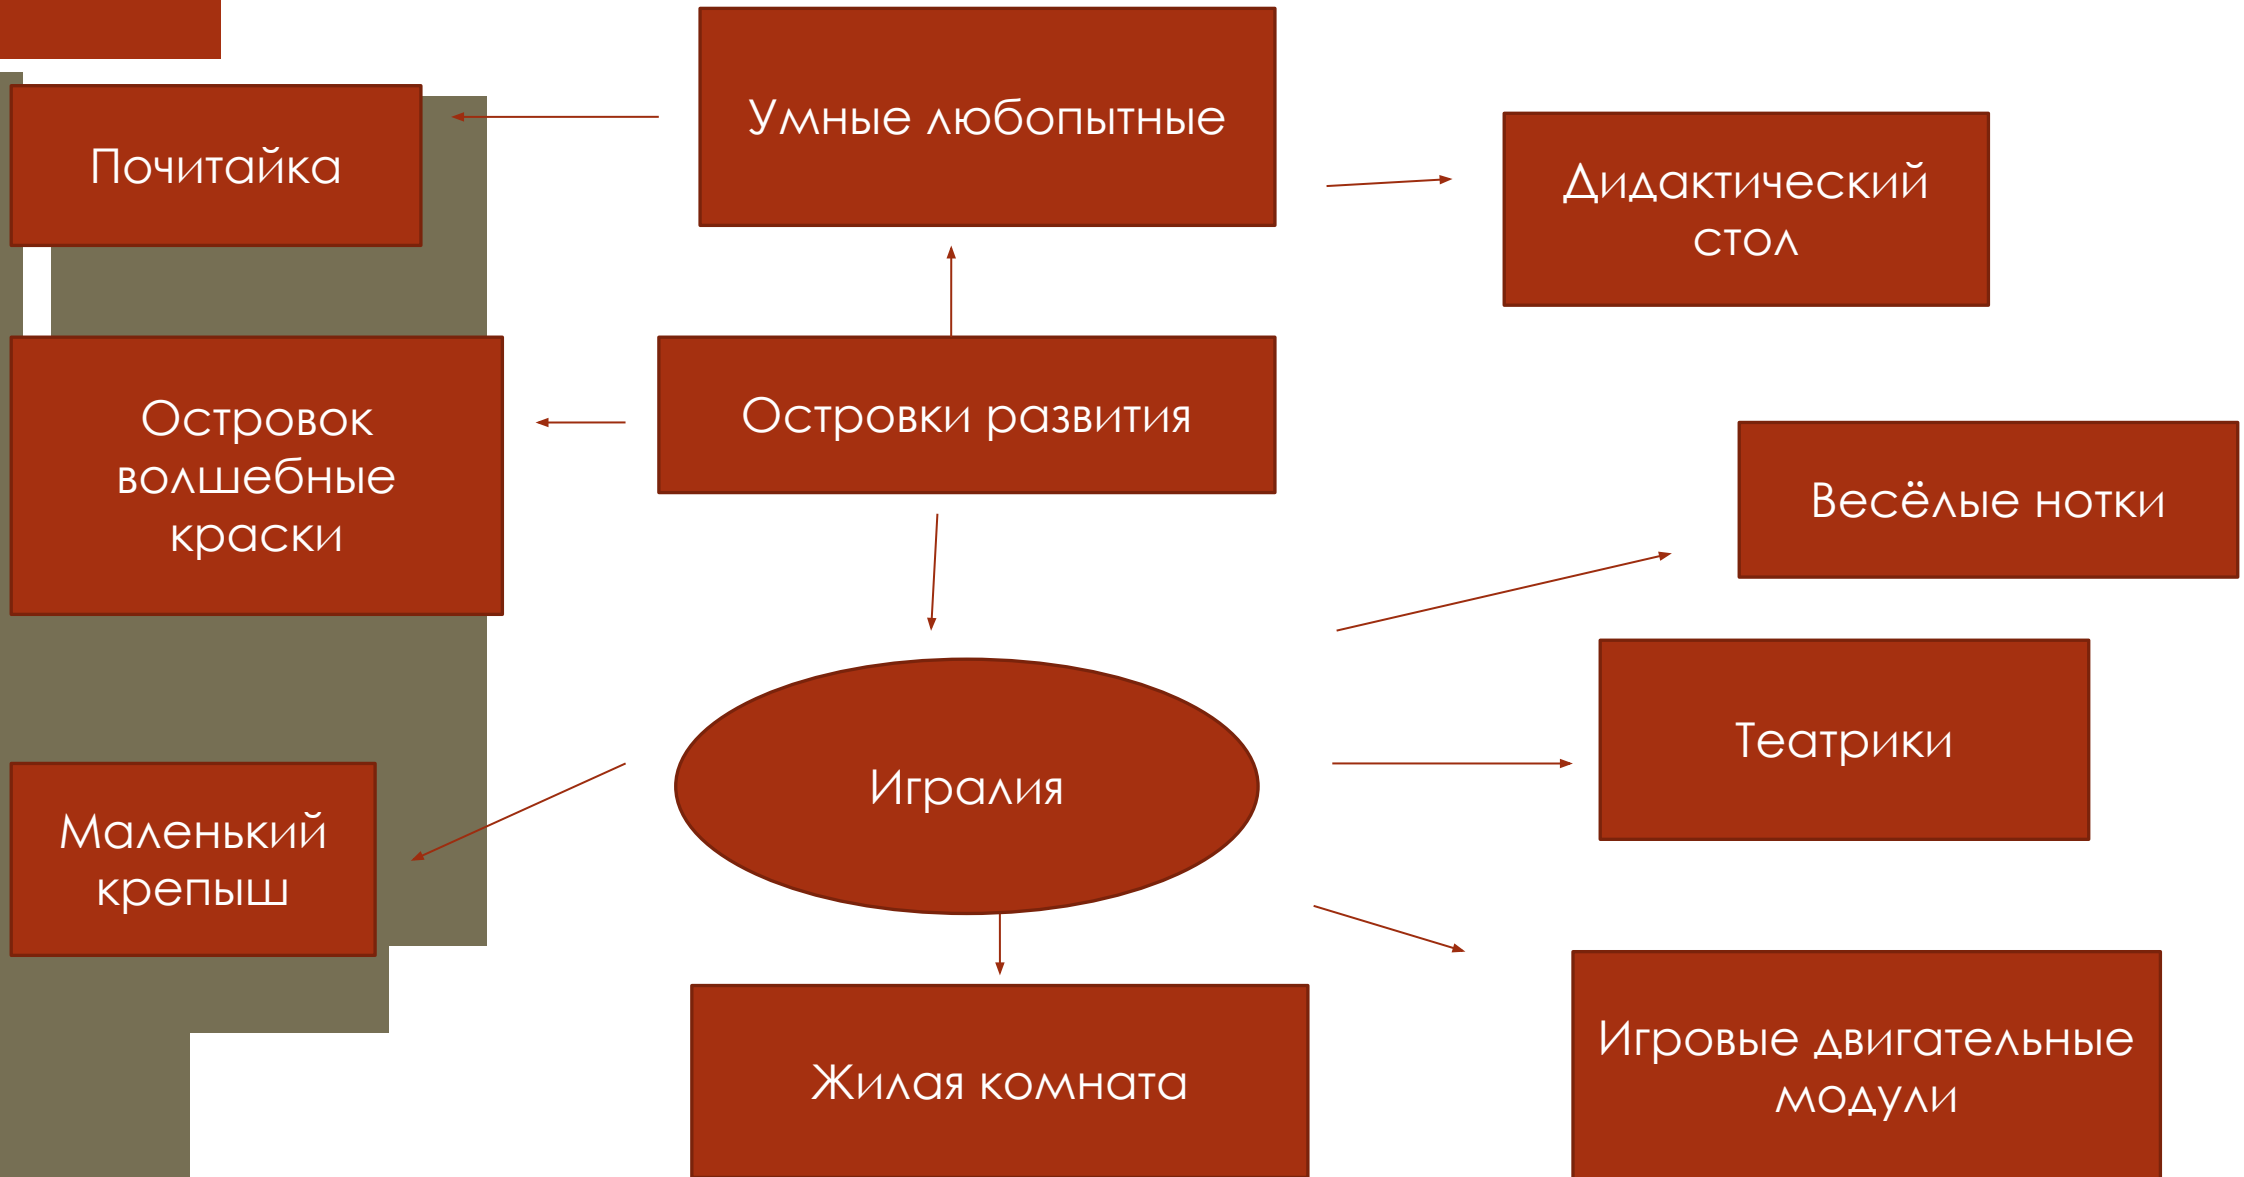 Умные любопытные
Почитайка
Дидактический
стол
Островок
волшебные
краски
Островки развития
Весёлые нотки
Театрики
Игралия
Маленький
крепыш
Жилая комната
Игровые двигательные
модули